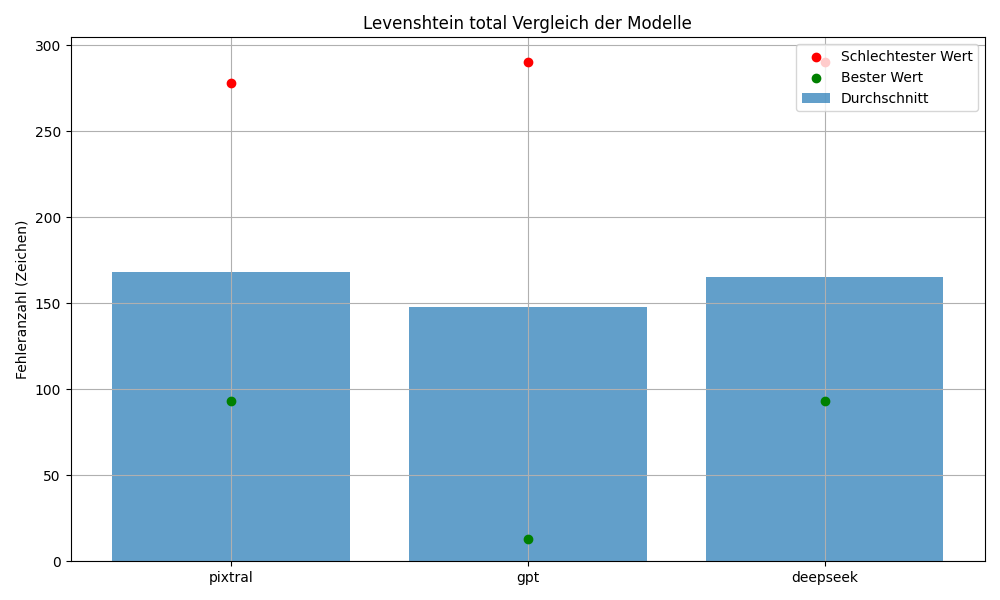 Levenshtein total Vergleich der Modelle
Fehleranzahl (Zeichen)
300
250
200
150
100
50
0
Schlechtester Wert
Bester Wert
Durchschnitt
pixtral
gpt
deepseek